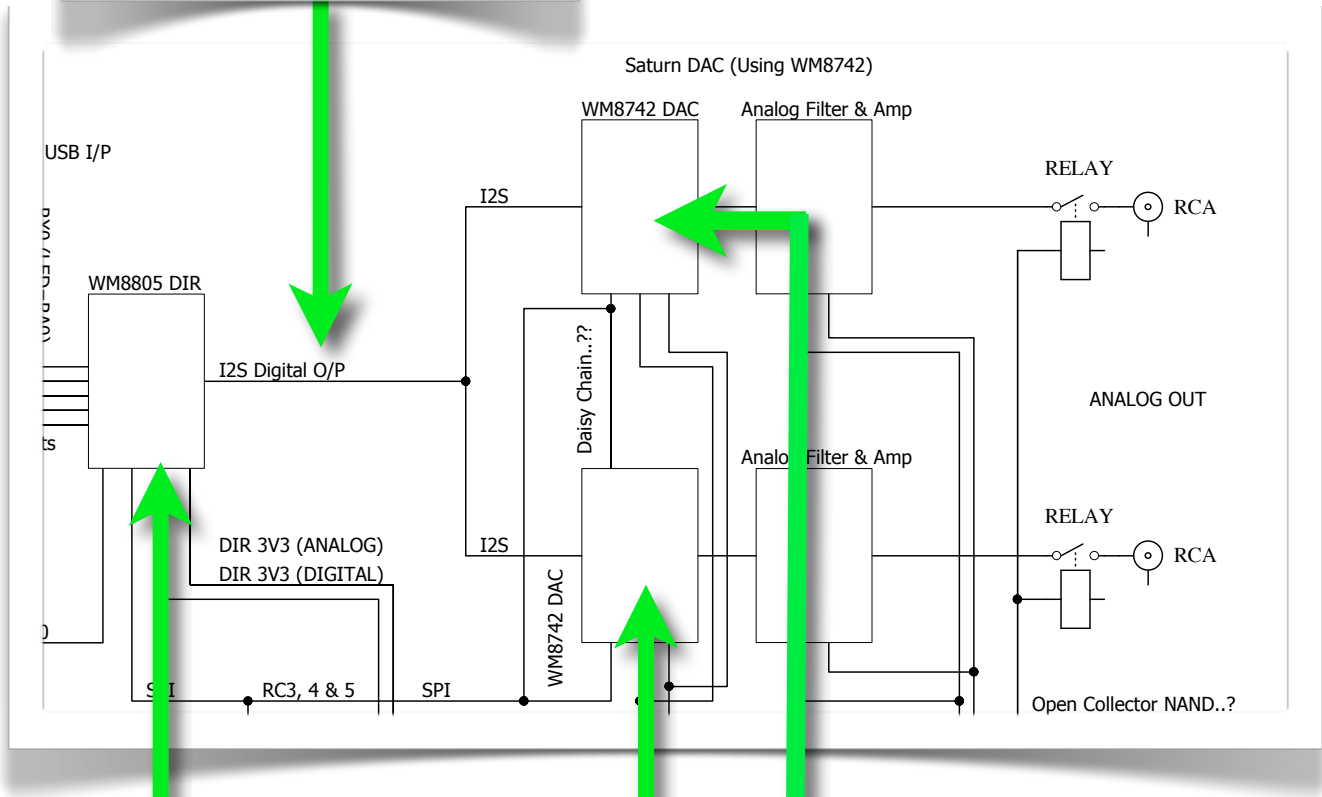 Saturn DAC (Using WM8742)
WM8742 DAC
Analog Filter & Amp
USB I/P
RELAY
I2S
RCA
WM8805 DIR
Daisy Chain..??
I2S Digital O/P
ANALOG OUT
ts
Analog Filter & Amp
RELAY
DIR 3V3 (ANALOG)
I2S
RCA
DIR 3V3 (DIGITAL)
WM8742 DAC
SPI
RC3, 4 & 5
SPI
Open Collector NAND..?